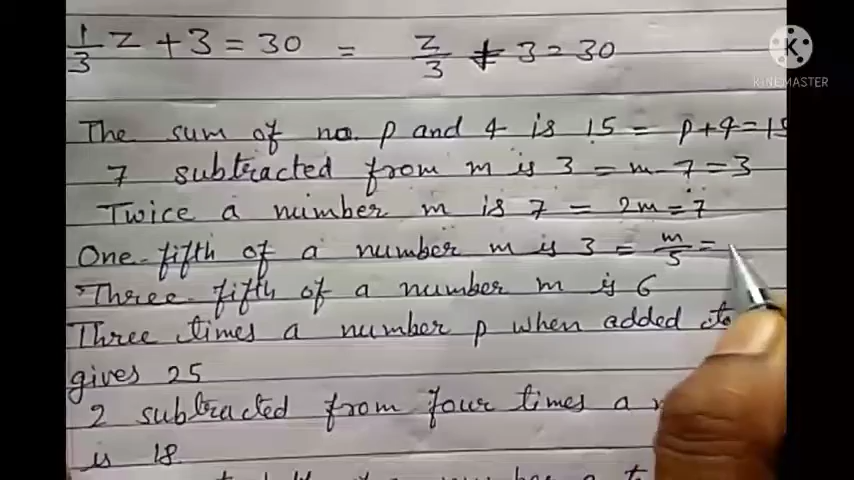 1/3 z + 3 = 30 = z/3 + 3 = 30
K
KINEMASTER
The sum of no. p and 4 is 15 = p+4=15
7 subtracted from m is 3 = m-7=3
Twice a number m is 7 = 2m=7
One-fifth of a number m is 3 = m/5 =
Three-fifth of a number m is 6
Three times a number p when added to
gives 25
2 subtracted from four times a
is 18